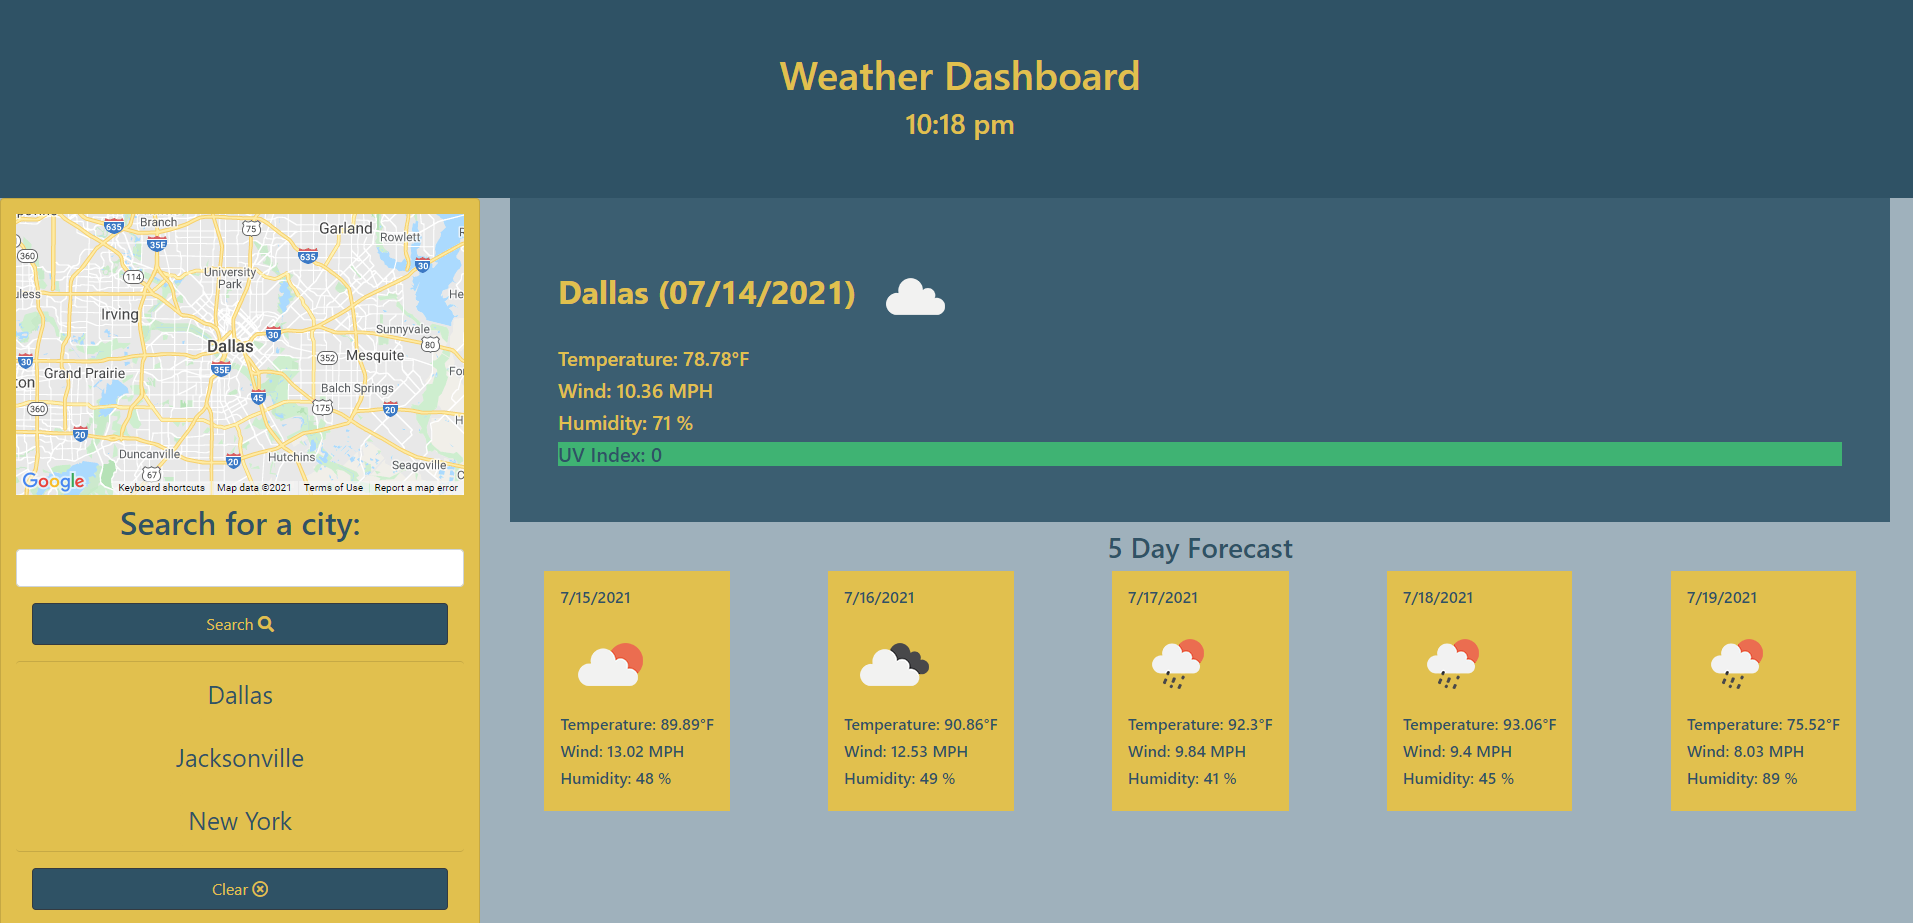 Weather Dashboard
10:18 pm
Branch
Garland
Rowlett
635
75
35E
360
635
30
114
University
Park
Irving
Sunnyvale
30
80
Dallas
352
Mesquite
30
35E
Grand Prairie
Balch Springs
45
360
175
20
20
Duncanville
Hutchins
20
Seagoville
67
Google
Keyboard shortcuts
Map data ©2021
Terms of Use
Report a map error
Search for a city:
Search
Dallas
Jacksonville
New York
Clear
Dallas (07/14/2021)
Temperature: 78.78°F
Wind: 10.36 MPH
Humidity: 71 %
UV Index: 0
5 Day Forecast
7/15/2021
Temperature: 89.89°F
Wind: 13.02 MPH
Humidity: 48 %
7/16/2021
Temperature: 90.86°F
Wind: 12.53 MPH
Humidity: 49 %
7/17/2021
Temperature: 92.3°F
Wind: 9.84 MPH
Humidity: 41 %
7/18/2021
Temperature: 93.06°F
Wind: 9.4 MPH
Humidity: 45 %
7/19/2021
Temperature: 75.52°F
Wind: 8.03 MPH
Humidity: 89 %